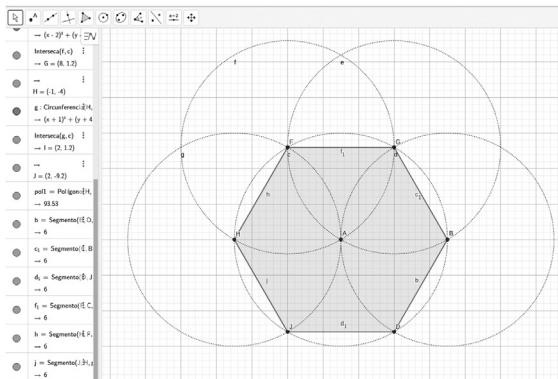 → (x - 2)² + (y -
Interseca(f, c)
→ G = (8, 1.2)
H = (-1, -4)
g : Circunferencia(H,
→ (x + 1)² + (y + 4
Interseca(g, c)
→ I = (2, 1.2)
J = (2, -9.2)
pol1 = Polígono(H,
→ 93.53
b = Segmento(B, D,
→ 6
c₁ = Segmento(G, B
→ 6
d₁ = Segmento(D, J
→ 6
f₁ = Segmento(F, C,
→ 6
h = Segmento(H, F,
→ 6
j = Segmento(J, H, p
→ 6
f
e
g
F
c
f₁
G
d
h
c₁
H
A
B
j
b
J
d₁
D